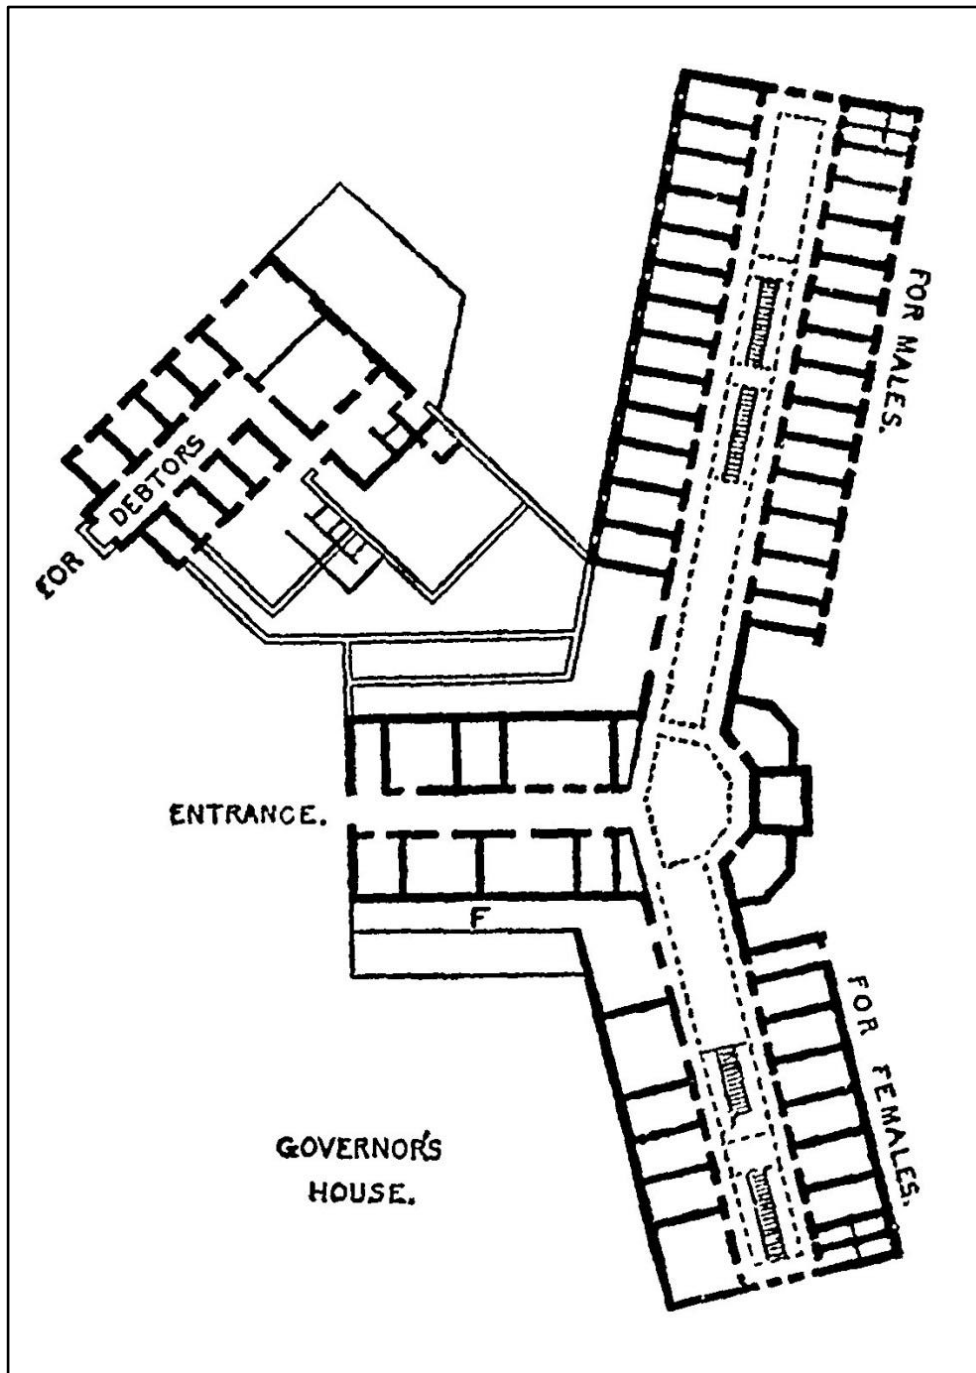 FOR MALES.
FOR DEBTORS
ENTRANCE.
F
FOR FEMALES.
GOVERNOR'S
HOUSE.